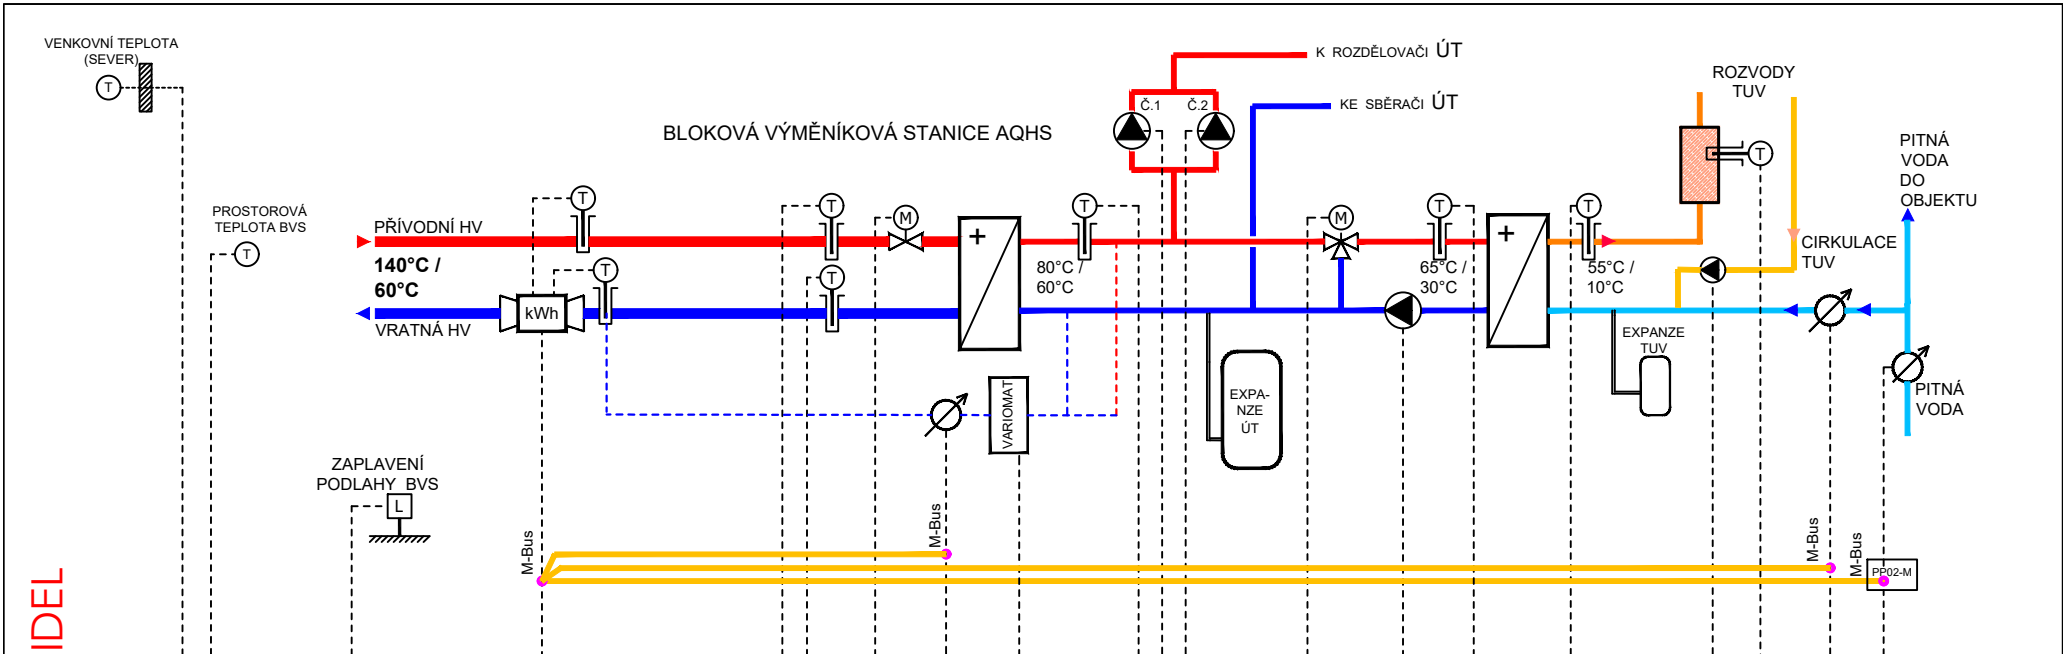 VENKOVNÍ TEPLOTA
(SEVER)
T
PROSTOROVÁ
TEPLOTA BVS
T
ZAPLAVENÍ
PODLAHY BVS
L
IDEL
BLOKOVÁ VÝMĚNÍKOVÁ STANICE AQHS
PŘÍVODNÍ HV
140°C /
60°C
VRATNÁ HV
T
T
kWh
T
T
M
+
T
80°C /
60°C
VARIOMAT
Č.1
Č.2
K ROZDĚLOVAČI ÚT
KE SBĚRAČI ÚT
EXPA-
NZE
ÚT
M
T
65°C /
30°C
+
T
55°C /
10°C
ROZVODY
TUV
T
CIRKULACE
TUV
EXPANZE
TUV
PITNÁ
VODA
DO
OBJEKTU
PITNÁ
VODA
M-Bus
M-Bus
M-Bus
M-Bus
PP02-M